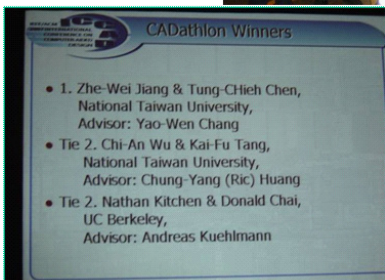 CADathlon Winners
• 1. Zhe-Wei Jiang & Tung-CHieh Chen,
National Taiwan University,
Advisor: Yao-Wen Chang
• Tie 2. Chi-An Wu & Kai-Fu Tang,
National Taiwan University,
Advisor: Chung-Yang (Ric) Huang
• Tie 2. Nathan Kitchen & Donald Chai,
UC Berkeley,
Advisor: Andreas Kuehlmann